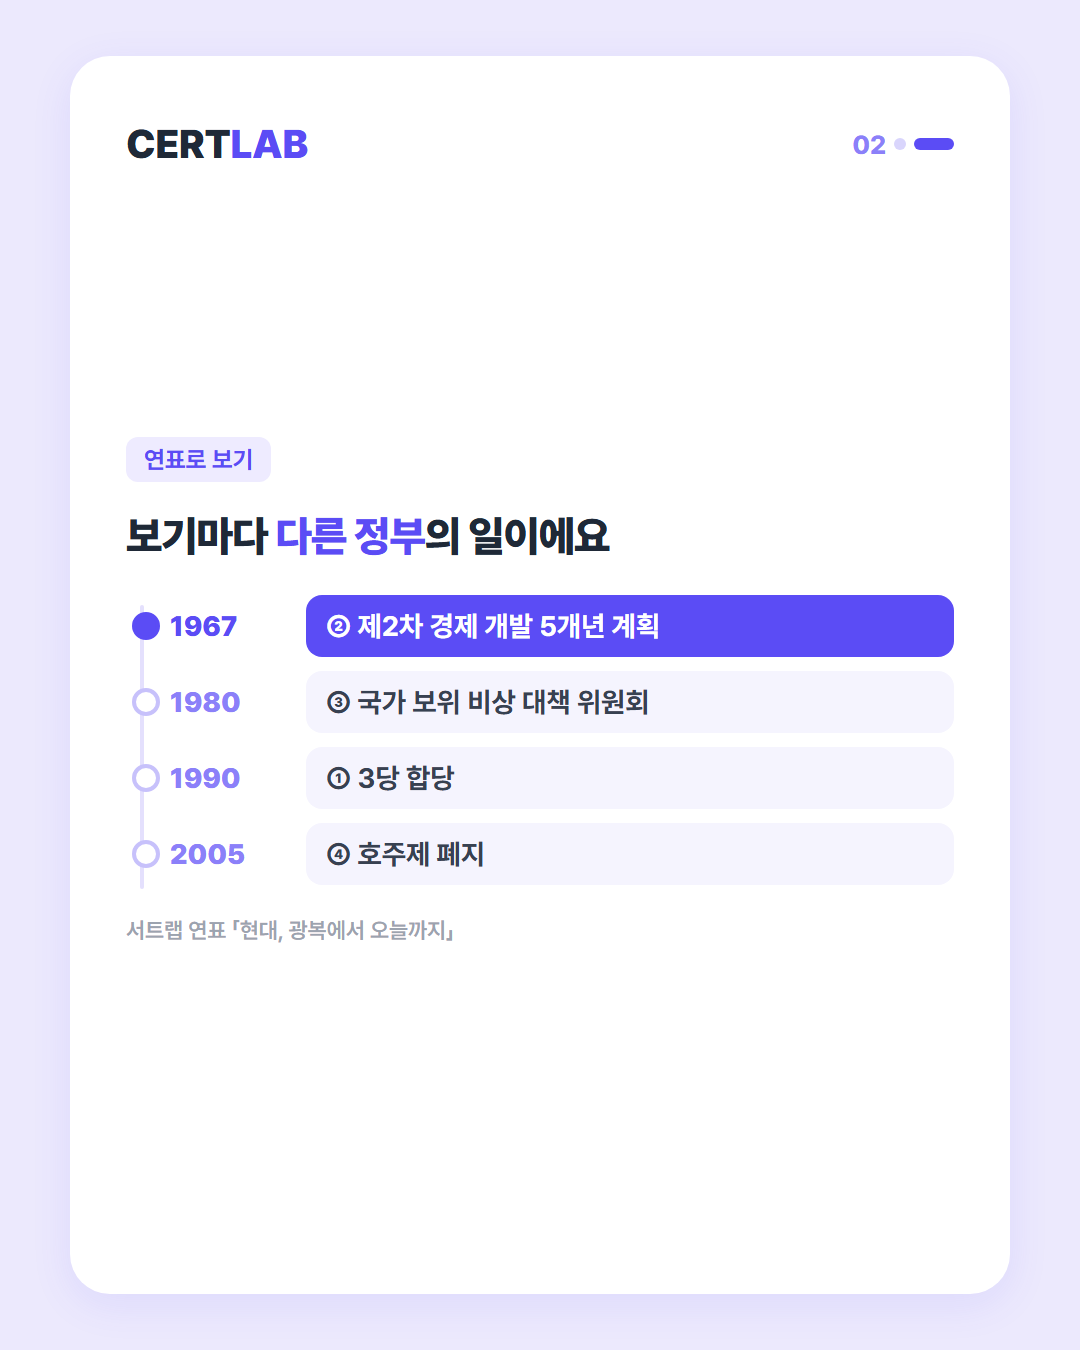 CERTLAB
02
연표로 보기
보기마다 다른 정부의 일이에요
1967
② 제2차 경제 개발 5개년 계획
1980
③ 국가 보위 비상 대책 위원회
1990
① 3당 합당
2005
④ 호주제 폐지
서트랩 연표 「현대, 광복에서 오늘까지」